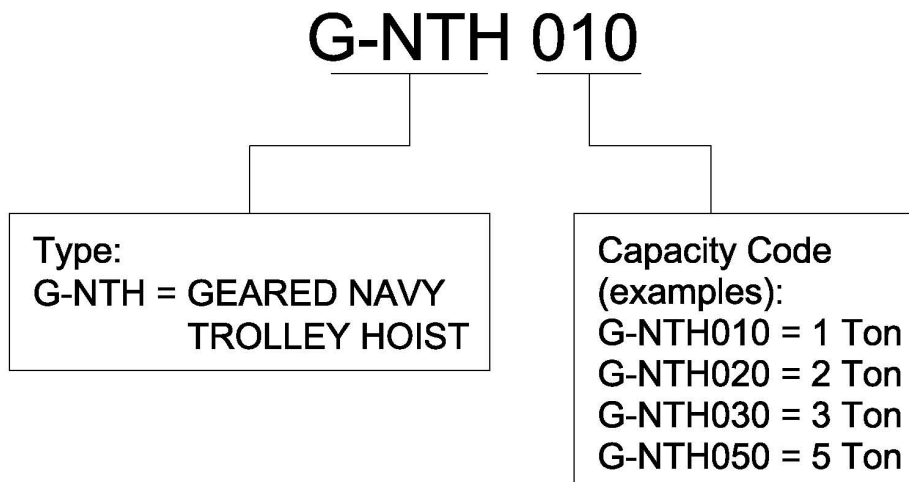 G-NTH 010
Type:
G-NTH = GEARED NAVY
TROLLEY HOIST
Capacity Code
(examples):
G-NTH010 = 1 Ton
G-NTH020 = 2 Ton
G-NTH030 = 3 Ton
G-NTH050 = 5 Ton